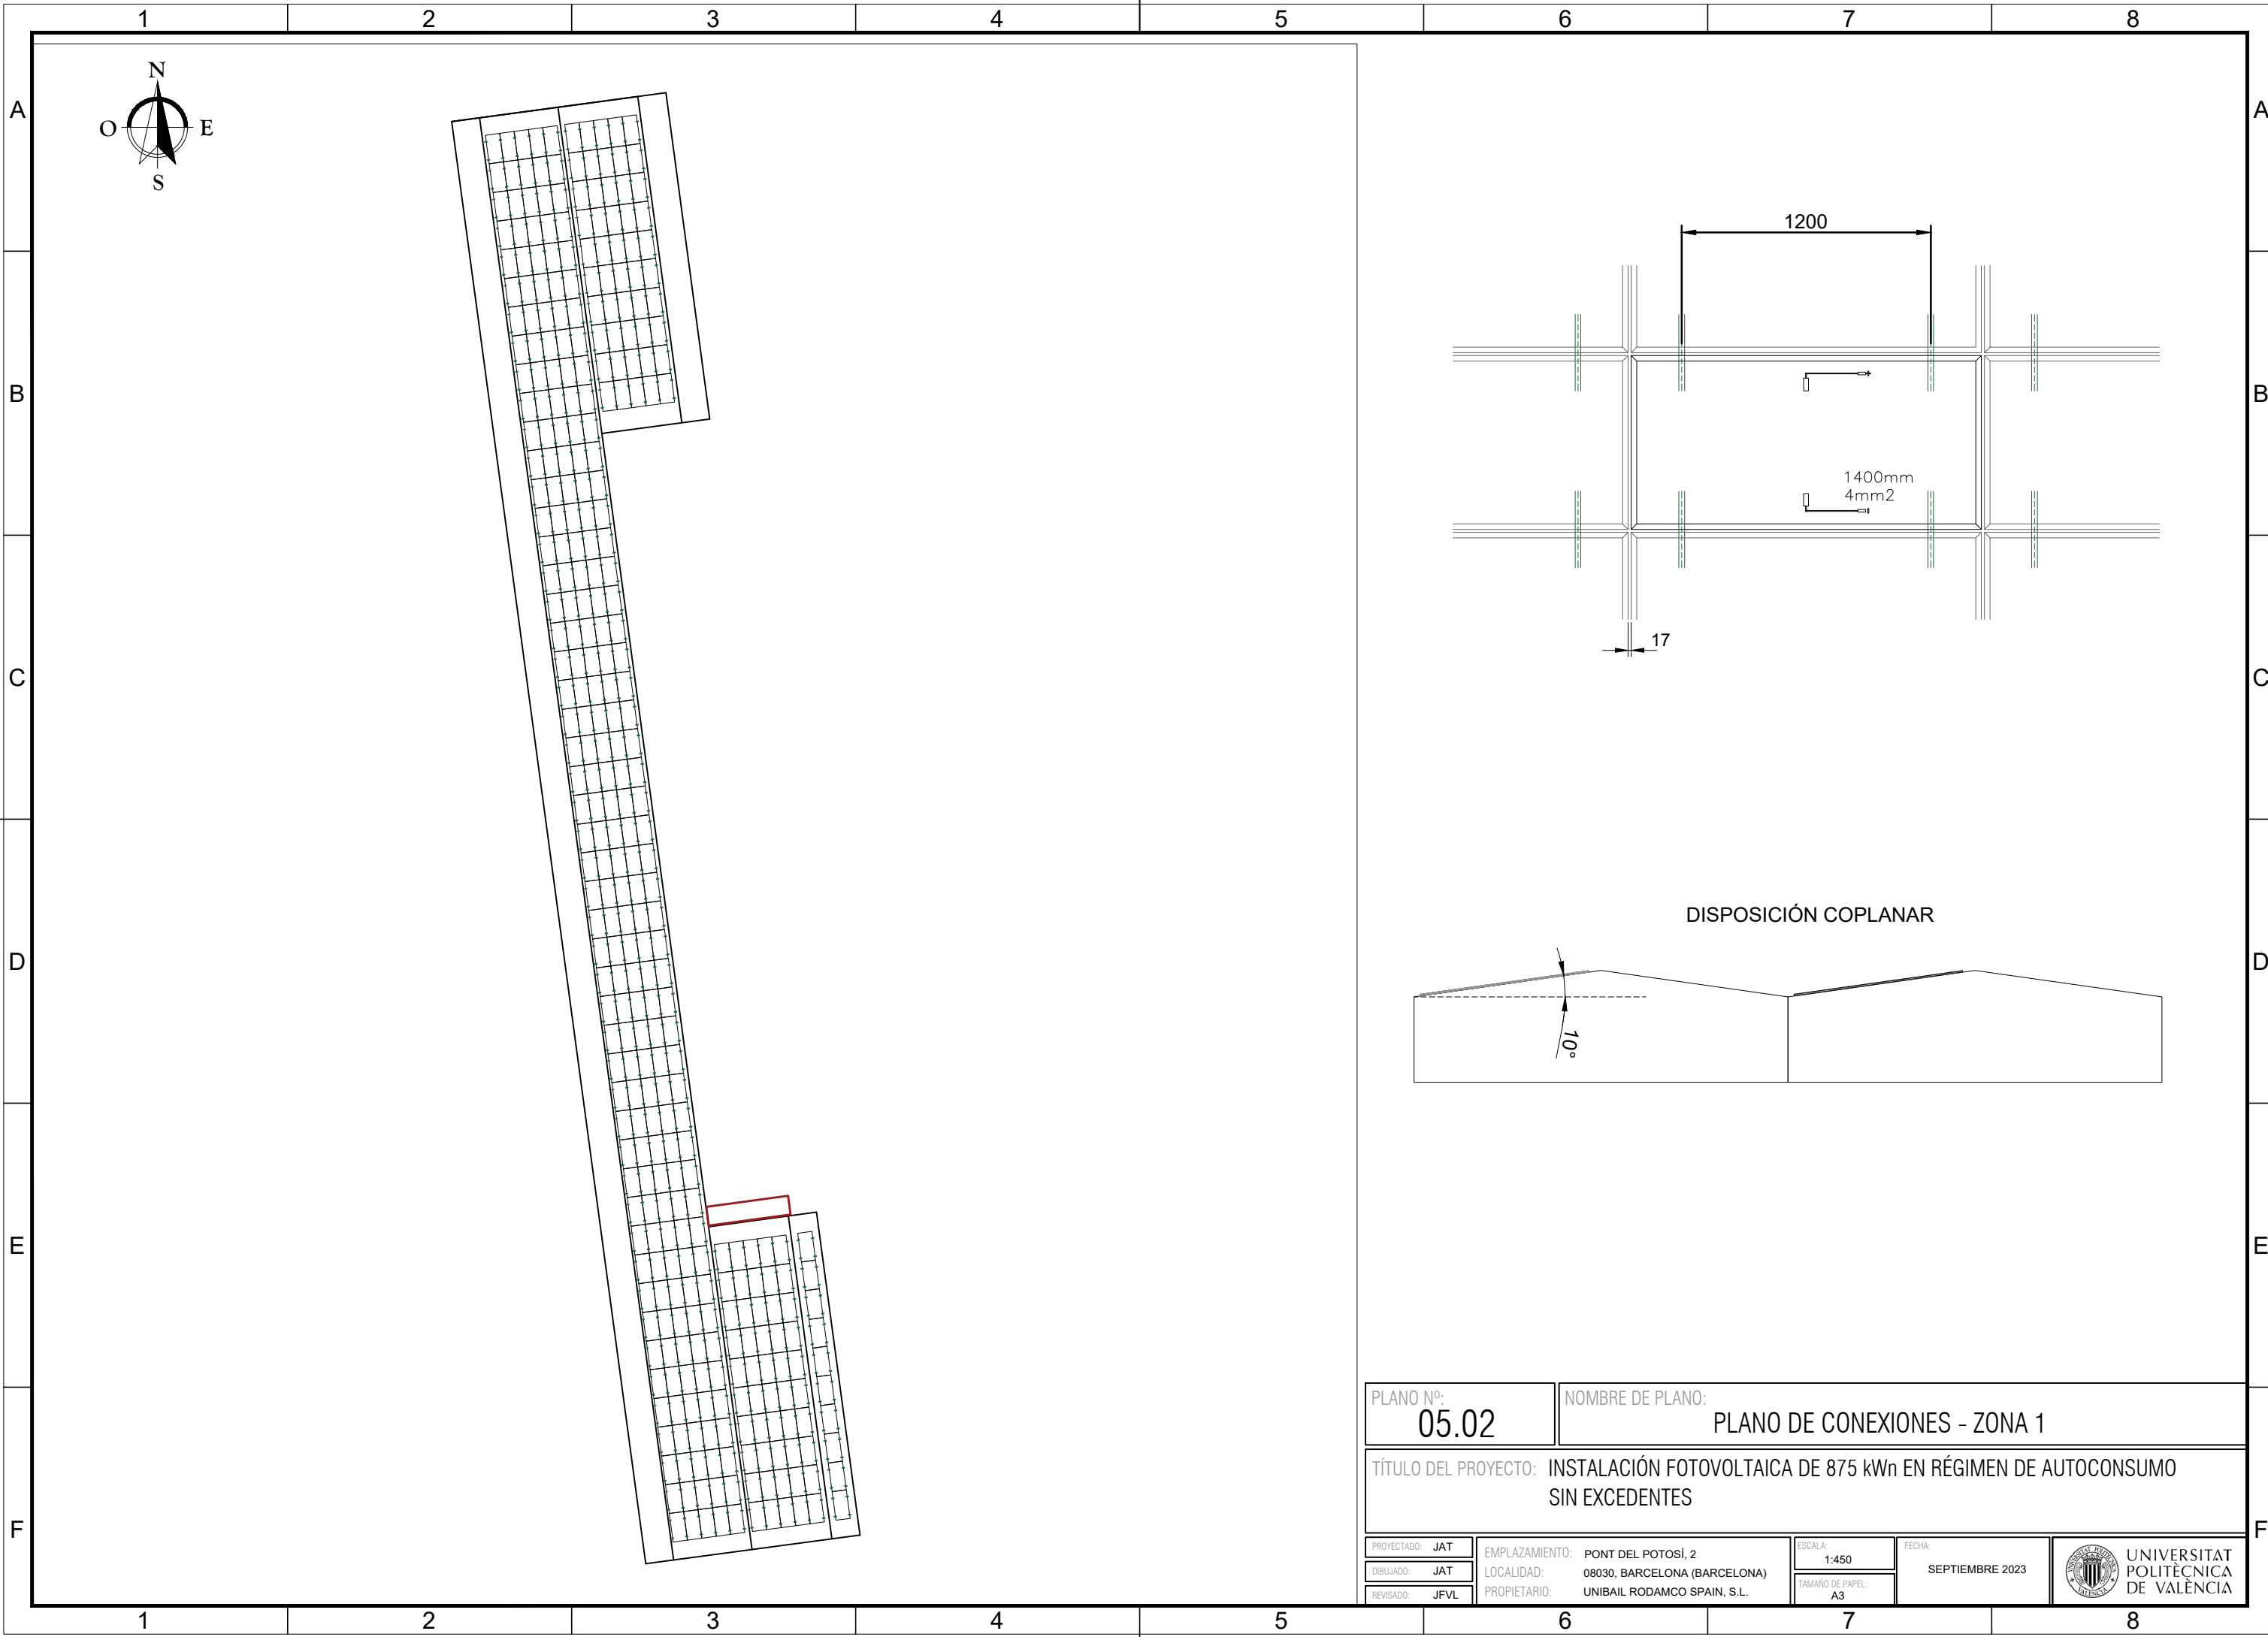 1 2 3 4 5 6 7 8
A A
B B
C C
D D
E E
F F
N
O E
S
1200
1400mm
4mm2
17
DISPOSICIÓN COPLANAR
10°
PLANO Nº:
05.02
NOMBRE DE PLANO:
PLANO DE CONEXIONES - ZONA 1
TÍTULO DEL PROYECTO: INSTALACIÓN FOTOVOLTAICA DE 875 kWn EN RÉGIMEN DE AUTOCONSUMO
SIN EXCEDENTES
PROYECTADO: JAT
DIBUJADO: JAT
REVISADO: JFVL
EMPLAZAMIENTO: PONT DEL POTOSÍ, 2
LOCALIDAD: 08030, BARCELONA (BARCELONA)
PROPIETARIO: UNIBAIL RODAMCO SPAIN, S.L.
ESCALA:
1:450
TAMAÑO DE PAPEL:
A3
FECHA:
SEPTIEMBRE 2023
UNIVERSITAT
POLITÈCNICA
DE VALÈNCIA
1 2 3 4 5 6 7 8